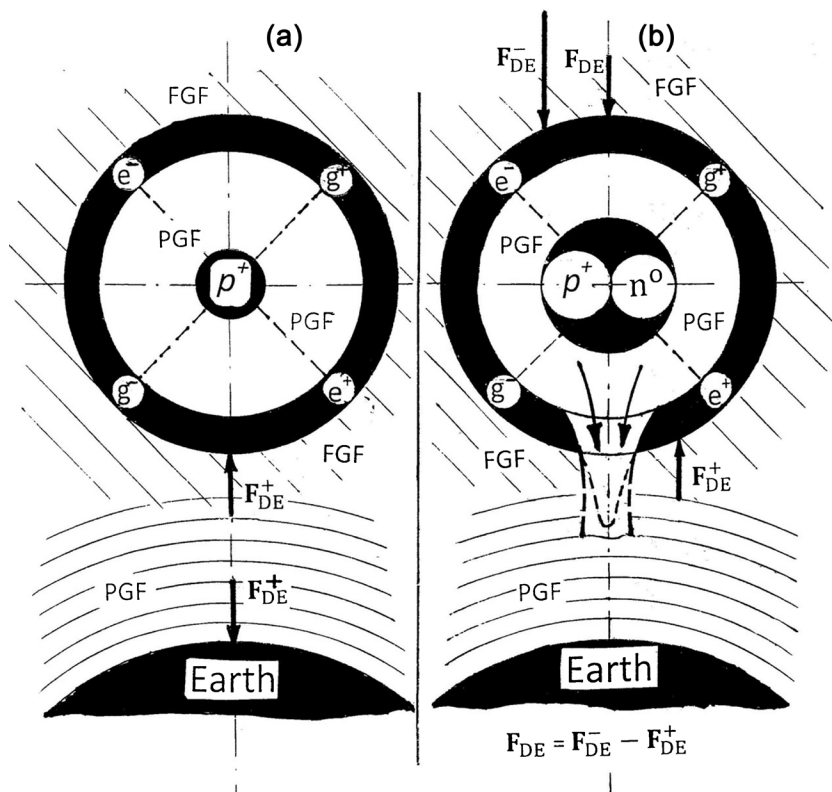 (a)
FGF
e⁻
g⁺
PGF
p⁺
PGF
g⁻
e⁺
FGF
F⁺DE
PGF
F⁺DE
Earth
(b)
F⁻DE
FDE
FGF
e⁻
g⁺
PGF
p⁺
n⁰
PGF
g⁻
e⁺
FGF
F⁺DE
PGF
Earth
FDE = F⁻DE − F⁺DE